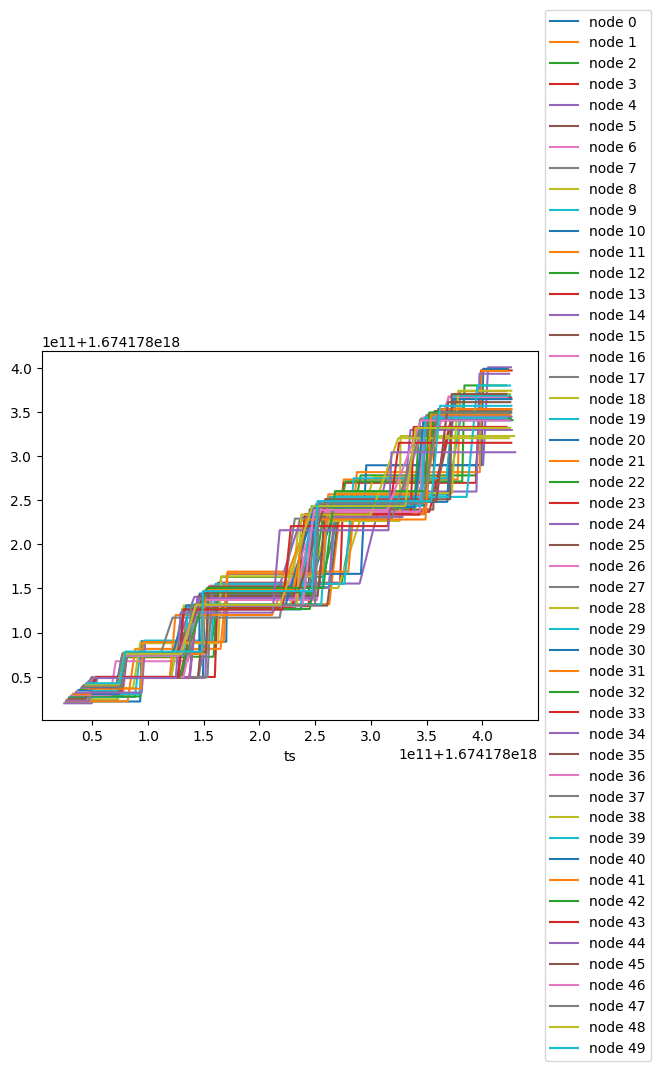 node 0
node 1
node 2
node 3
node 4
node 5
node 6
node 7
node 8
node 9
node 10
node 11
node 12
node 13
node 14
node 15
node 16
node 17
node 18
node 19
node 20
node 21
node 22
node 23
node 24
node 25
node 26
node 27
node 28
node 29
node 30
node 31
node 32
node 33
node 34
node 35
node 36
node 37
node 38
node 39
node 40
node 41
node 42
node 43
node 44
node 45
node 46
node 47
node 48
node 49
1e11+1.674178e18
4.0
3.5
3.0
2.5
2.0
1.5
1.0
0.5
0.5 1.0 1.5 2.0 2.5 3.0 3.5 4.0
ts
1e11+1.674178e18